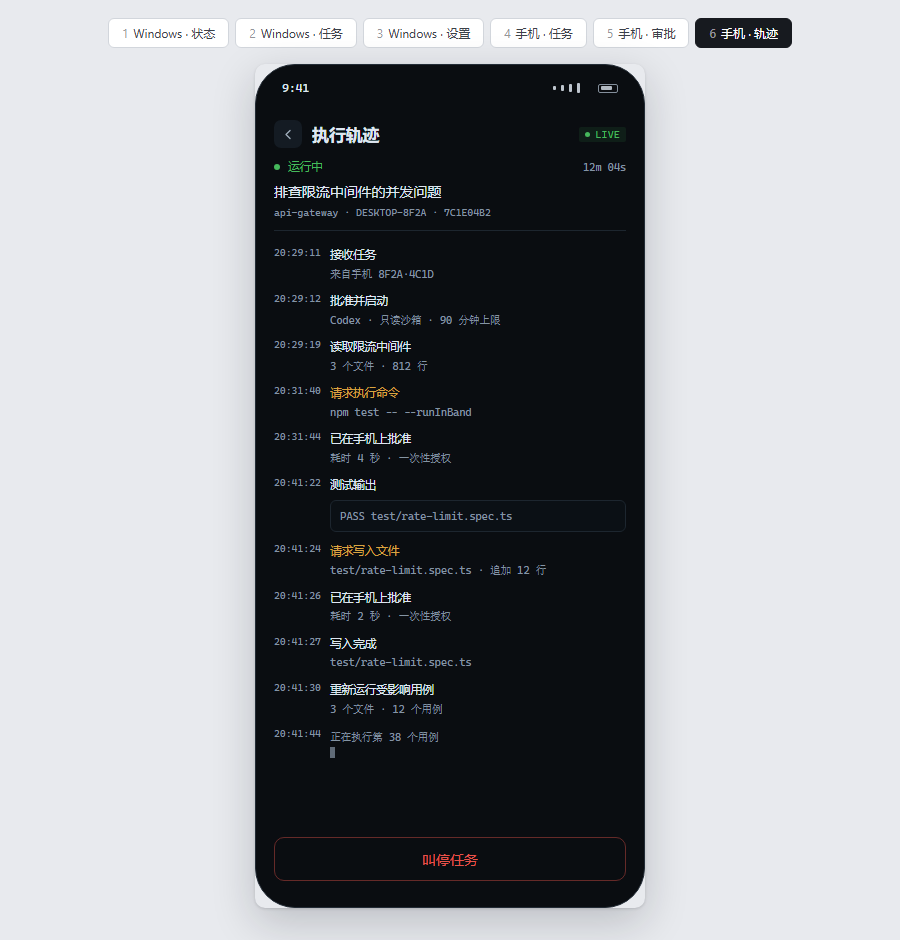 1 Windows · 状态
2 Windows · 任务
3 Windows · 设置
4 手机 · 任务
5 手机 · 审批
6 手机 · 轨迹
9:41
执行轨迹
LIVE
运行中
12m 04s
排查限流中间件的并发问题
api-gateway · DESKTOP-8F2A · 7C1E04B2
20:29:11 接收任务
来自手机 8F2A·4C1D
20:29:12 批准并启动
Codex · 只读沙箱 · 90 分钟上限
20:29:19 读取限流中间件
3 个文件 · 812 行
20:31:40 请求执行命令
npm test -- --runInBand
20:31:44 已在手机上批准
耗时 4 秒 · 一次性授权
20:41:22 测试输出
PASS test/rate-limit.spec.ts
20:41:24 请求写入文件
test/rate-limit.spec.ts · 追加 12 行
20:41:26 已在手机上批准
耗时 2 秒 · 一次性授权
20:41:27 写入完成
test/rate-limit.spec.ts
20:41:30 重新运行受影响用例
3 个文件 · 12 个用例
20:41:44 正在执行第 38 个用例
叫停任务